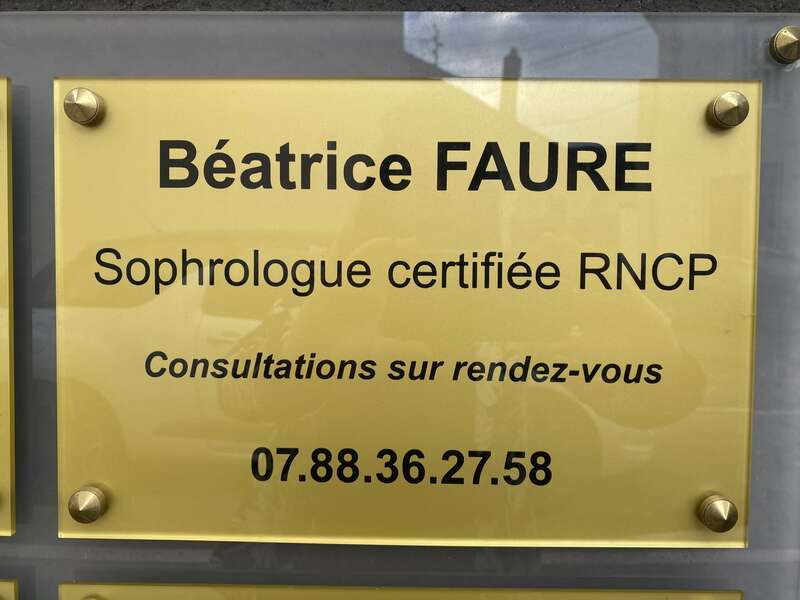 Béatrice FAURE
Sophrologue certifiée RNCP
Consultations sur rendez-vous
07.88.36.27.58